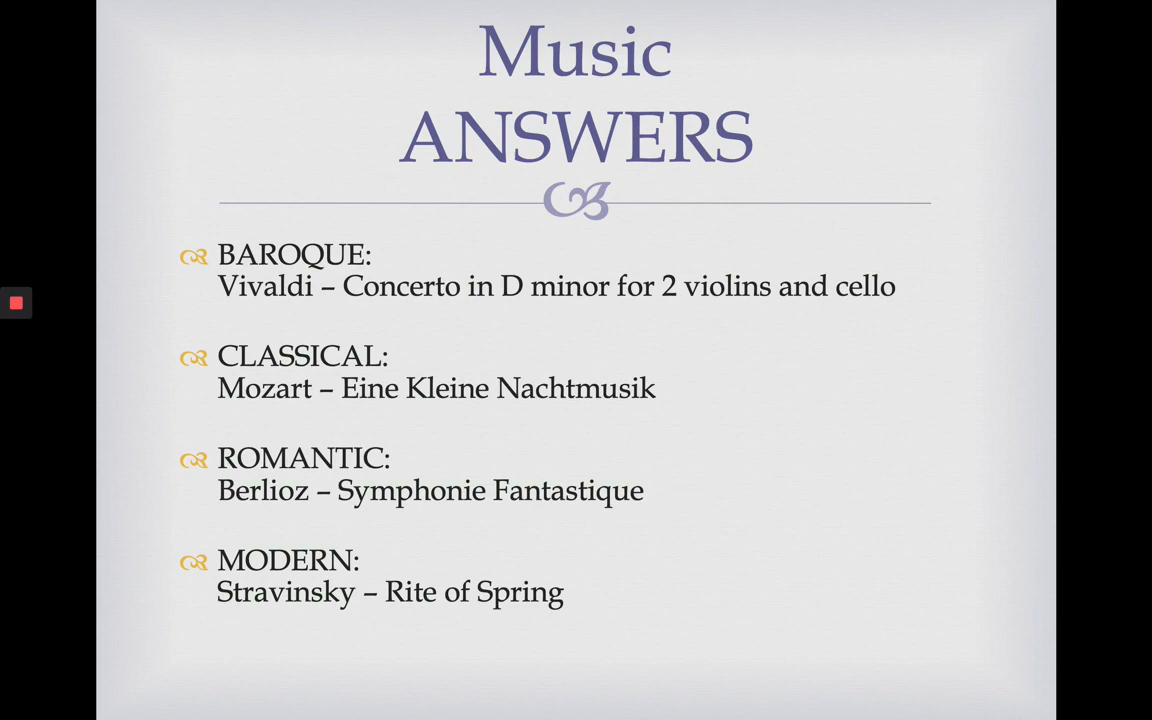 Music
ANSWERS
BAROQUE:
Vivaldi – Concerto in D minor for 2 violins and cello
CLASSICAL:
Mozart – Eine Kleine Nachtmusik
ROMANTIC:
Berlioz – Symphonie Fantastique
MODERN:
Stravinsky – Rite of Spring